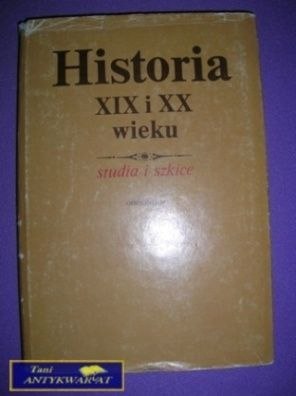 Historia
XIX i XX
wieku
studia i szkice
Tani
ANTYKWARIAT